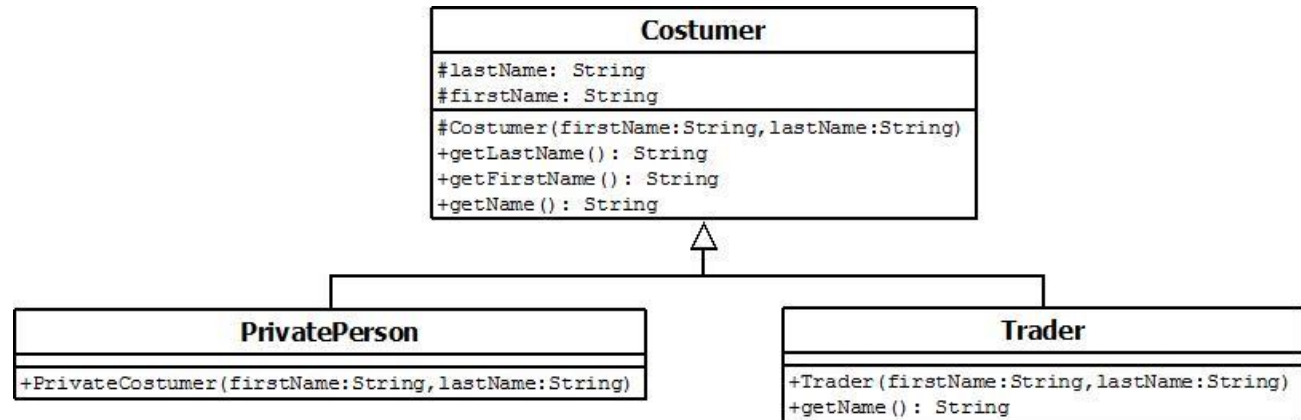 Costumer
#lastName: String
#firstName: String
#Costumer(firstName:String,lastName:String)
+getLastName(): String
+getFirstName(): String
+getName(): String
PrivatePerson
+PrivateCostumer(firstName:String,lastName:String)
Trader
+Trader(firstName:String,lastName:String)
+getName(): String